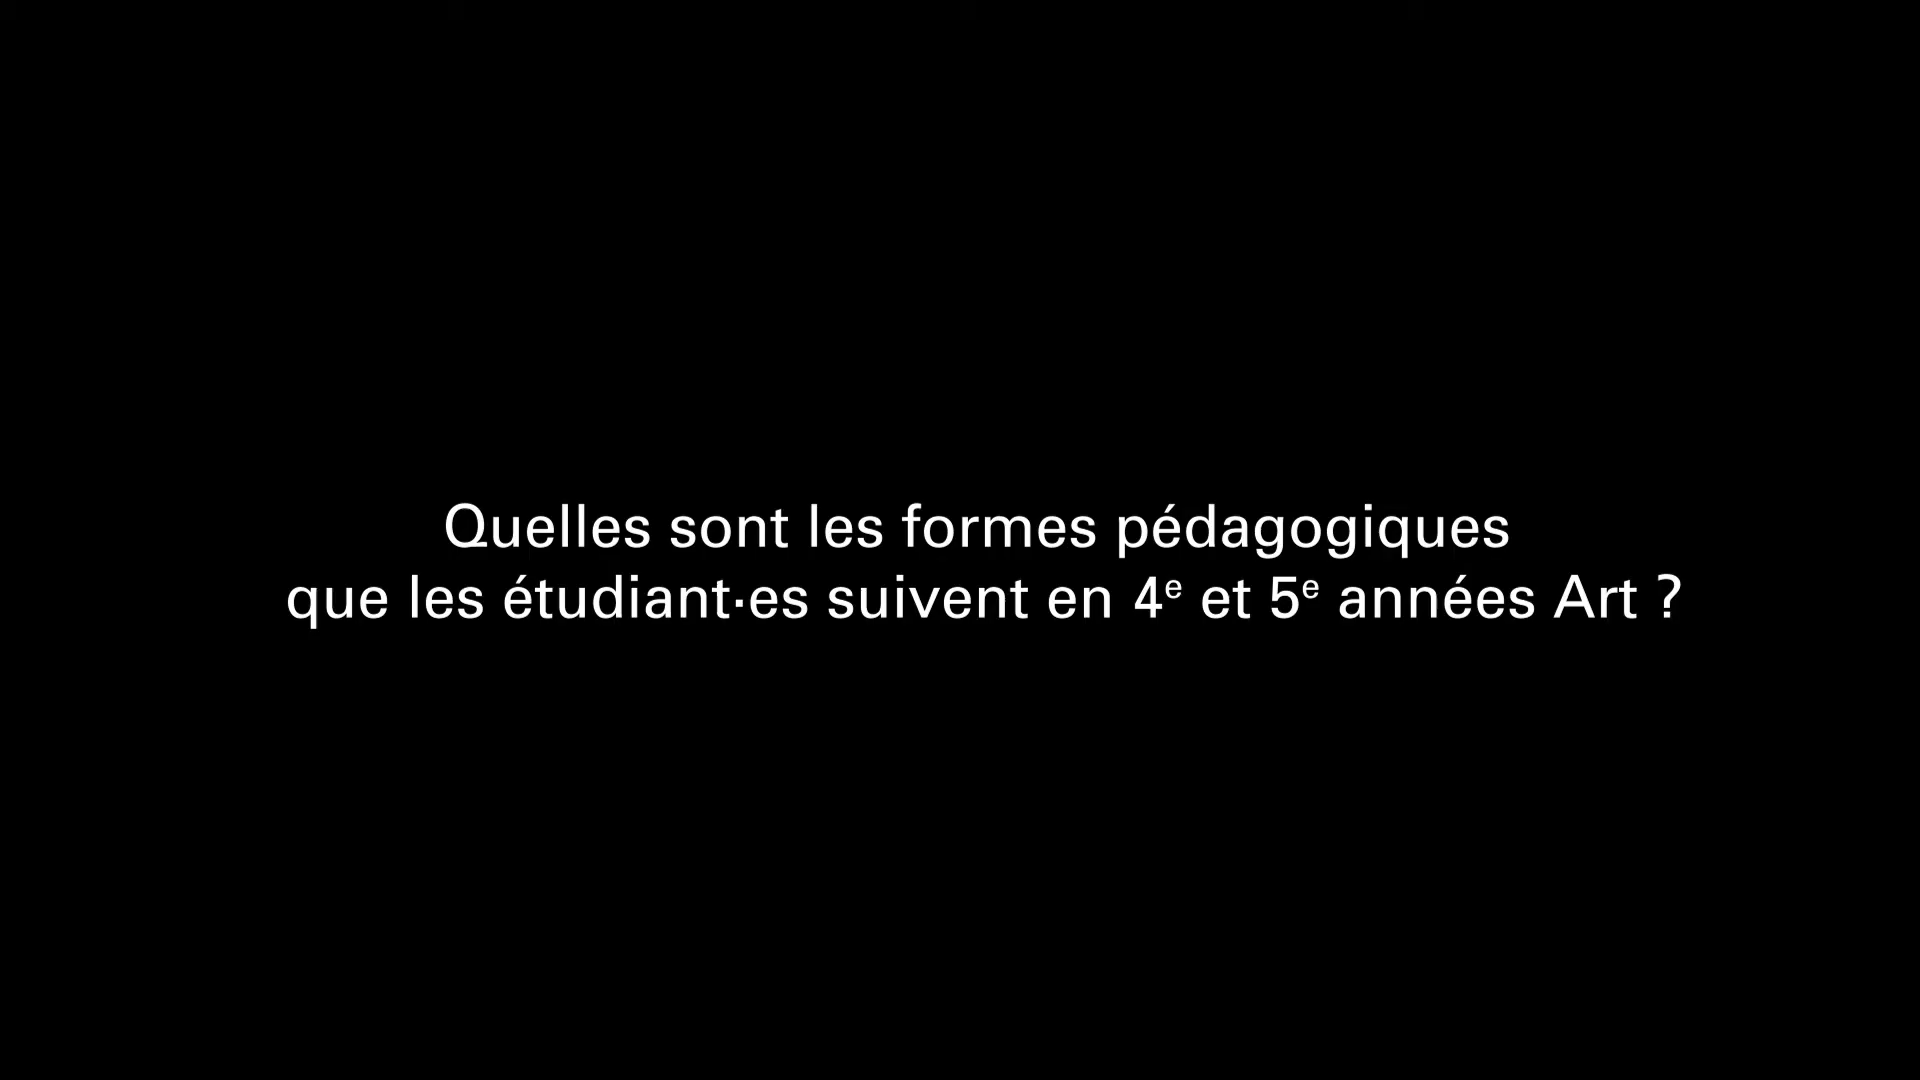 Quelles sont les formes pédagogiques
que les étudiant·es suivent en 4ᵉ et 5ᵉ années Art ?